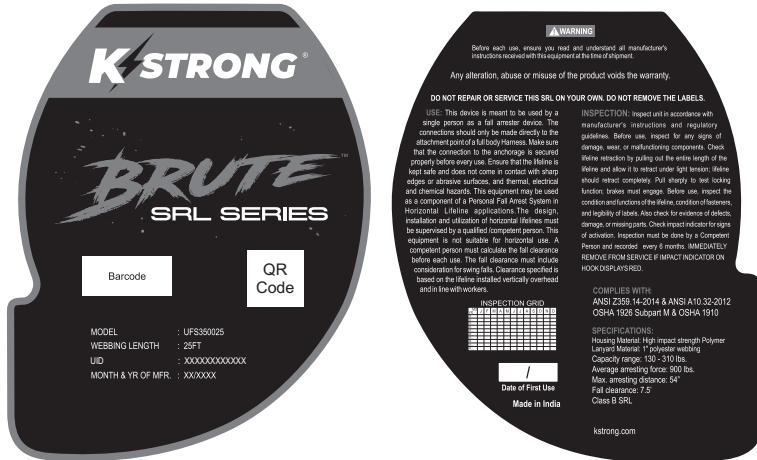 K STRONG®
BRUTE™
SRL SERIES
Barcode
QR
Code
MODEL : UFS350025
WEBBING LENGTH : 25FT
UID : XXXXXXXXXXXX
MONTH & YR OF MFR. : XX/XXXX
WARNING
Before each use, ensure you read and understand all manufacturer's
instructions received with this equipment at the time of shipment.
Any alteration, abuse or misuse of the product voids the warranty.
DO NOT REPAIR OR SERVICE THIS SRL ON YOUR OWN. DO NOT REMOVE THE LABELS.
USE: This device is meant to be used by a
single person as a fall arrester device. The
connections should only be made directly to the
attachment point of a full body Harness. Make sure
that the connection to the anchorage is secured
properly before every use. Ensure that the lifeline is
kept safe and does not come in contact with sharp
edges or abrasive surfaces, and thermal, electrical
and chemical hazards. This equipment may be used
as a component of a Personal Fall Arrest System in
Horizontal Lifeline applications.The design,
installation and utilization of horizontal lifelines must
be supervised by a qualified /competent person. This
equipment is not suitable for horizontal use. A
competent person must calculate the fall clearance
before each use. The fall clearance must include
consideration for swing falls. Clearance specified is
based on the lifeline installed vertically overhead
and in line with workers.
INSPECTION GRID
J F M A M J J A S O N D
/
Date of First Use
Made in India
INSPECTION: Inspect unit in accordance with
manufacturer's instructions and regulatory
guidelines. Before use, inspect for any signs of
damage, wear, or malfunctioning components. Check
lifeline retraction by pulling out the entire length of the
lifeline and allow it to retract under light tension; lifeline
should retract completely. Pull sharply to test locking
function; brakes must engage. Before use, inspect the
condition and functions of the lifeline, condition of fasteners,
and legibility of labels. Also check for evidence of defects,
damage, or missing parts. Check impact indicator for signs
of activation. Inspection must be done by a Competent
Person and recorded every 6 months. IMMEDIATELY
REMOVE FROM SERVICE IF IMPACT INDICATOR ON
HOOK DISPLAYS RED.
COMPLIES WITH:
ANSI Z359.14-2014 & ANSI A10.32-2012
OSHA 1926 Subpart M & OSHA 1910
SPECIFICATIONS:
Housing Material: High impact strength Polymer
Lanyard Material: 1" polyester webbing
Capacity range: 130 - 310 lbs.
Average arresting force: 900 lbs.
Max. arresting distance: 54"
Fall clearance: 7.5'
Class B SRL
kstrong.com